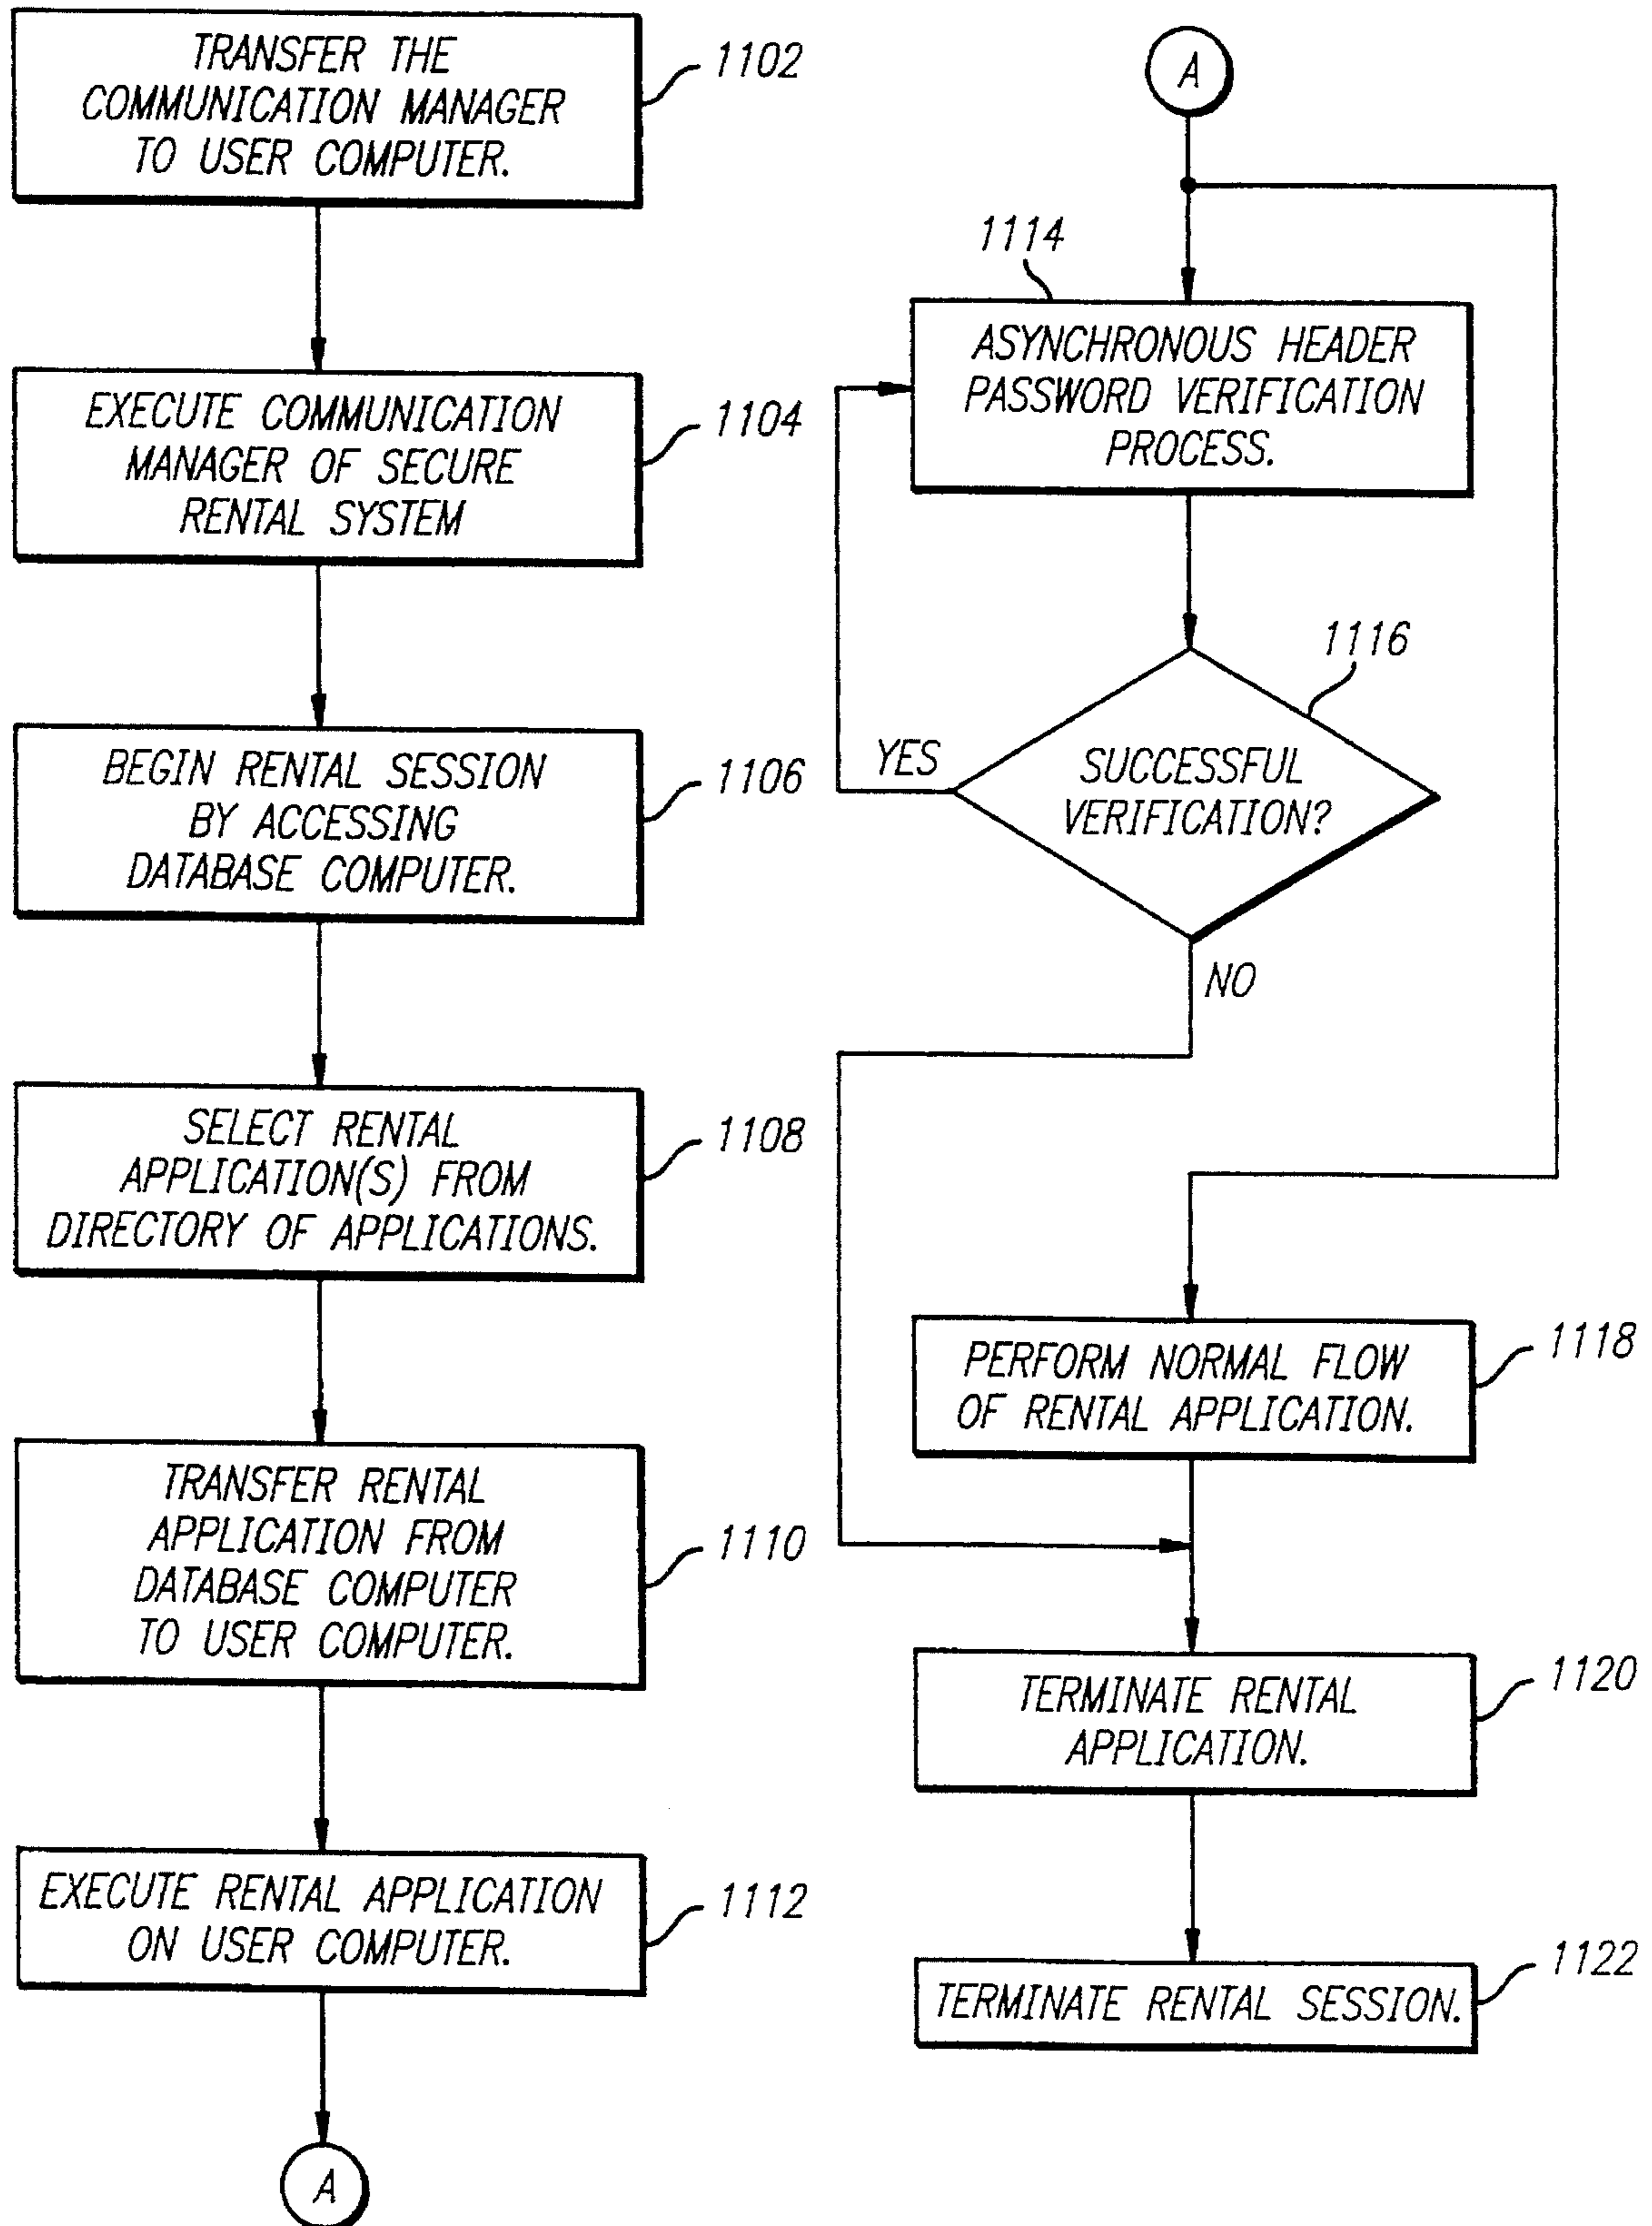 TRANSFER THE
COMMUNICATION MANAGER
TO USER COMPUTER.
1102
EXECUTE COMMUNICATION
MANAGER OF SECURE
RENTAL SYSTEM
1104
BEGIN RENTAL SESSION
BY ACCESSING
DATABASE COMPUTER.
1106
SELECT RENTAL
APPLICATION(S) FROM
DIRECTORY OF APPLICATIONS.
1108
TRANSFER RENTAL
APPLICATION FROM
DATABASE COMPUTER
TO USER COMPUTER.
1110
EXECUTE RENTAL APPLICATION
ON USER COMPUTER.
1112
A
A
1114
ASYNCHRONOUS HEADER
PASSWORD VERIFICATION
PROCESS.
1116
SUCCESSFUL
VERIFICATION?
YES
NO
PERFORM NORMAL FLOW
OF RENTAL APPLICATION.
1118
TERMINATE RENTAL
APPLICATION.
1120
TERMINATE RENTAL SESSION.
1122